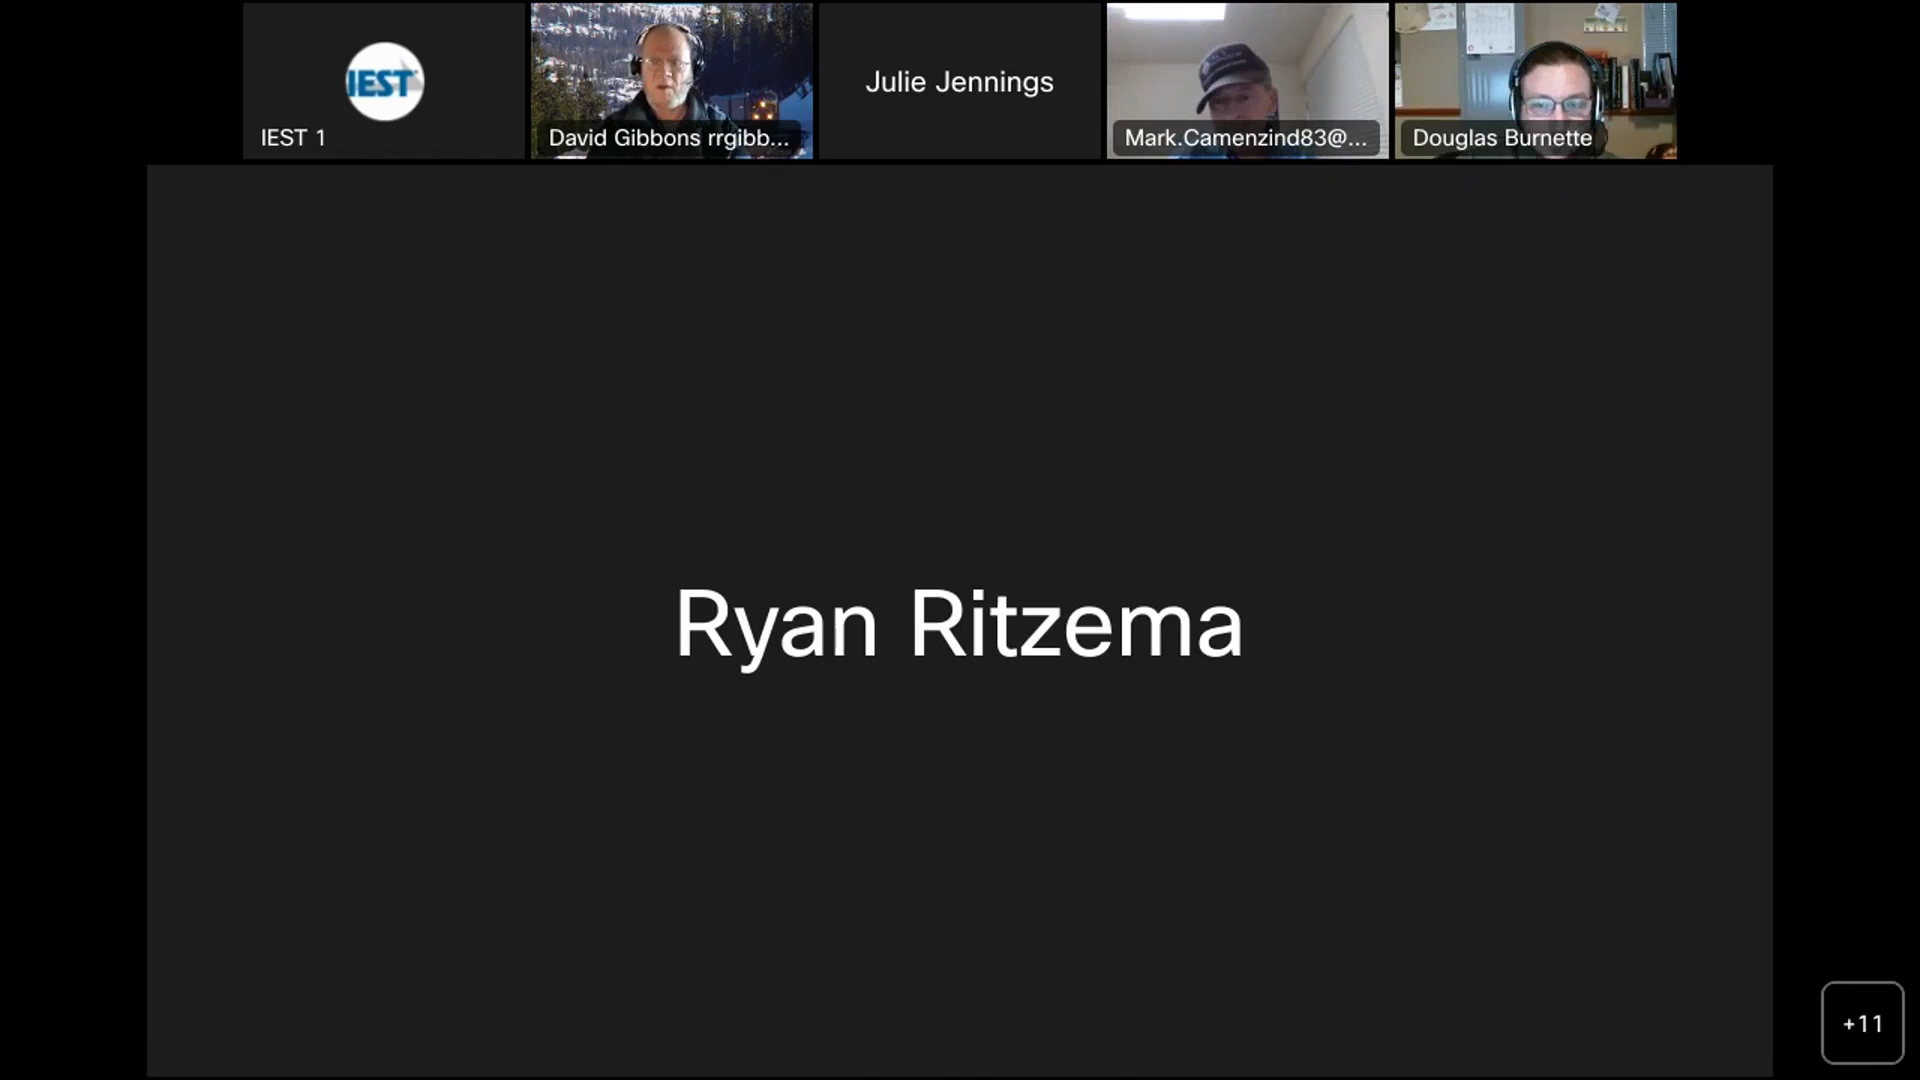 IEST
IEST 1
David Gibbons rrgibb...
Julie Jennings
Mark.Camenzind83@...
Douglas Burnette
Ryan Ritzema
+11